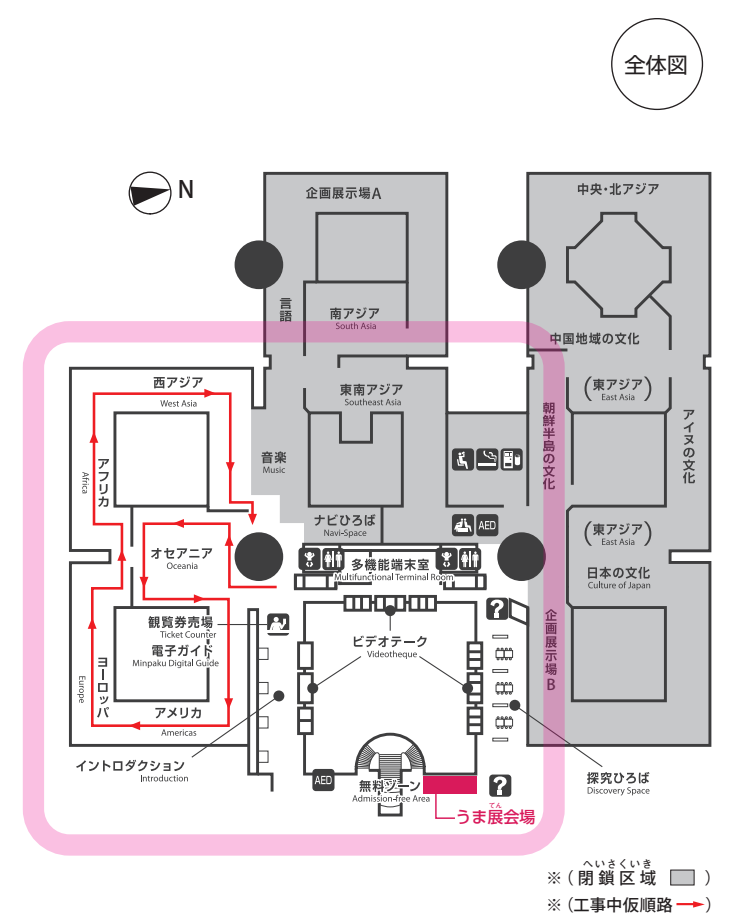 全体図
N
企画展示場A
中央・北アジア
言語
南アジア
South Asia
中国地域の文化
西アジア
West Asia
東南アジア
Southeast Asia
(東アジア)
East Asia
朝鮮半島の文化
アイヌの文化
アフリカ
Africa
音楽
Music
ナビひろば
Navi-Space
AED
(東アジア)
East Asia
オセアニア
Oceania
多機能端末室
Multifunctional Terminal Room
日本の文化
Culture of Japan
観覧券売場
Ticket Counter
電子ガイド
Minpaku Digital Guide
ビデオテーク
Videotheque
?
企画展示場B
ヨーロッパ
Europe
アメリカ
Americas
イントロダクション
Introduction
AED
無料ゾーン
Admission-free Area
?
探究ひろば
Discovery Space
てん
うま展会場
へいさくいき
※(閉鎖区域 )
※(工事中仮順路 )